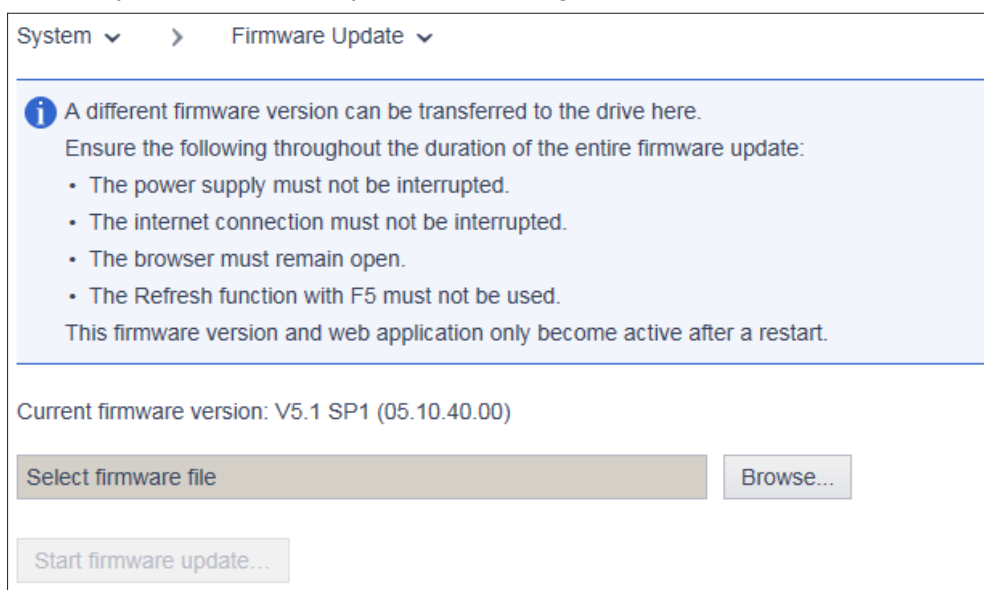 System > Firmware Update
A different firmware version can be transferred to the drive here.
Ensure the following throughout the duration of the entire firmware update:
• The power supply must not be interrupted.
• The internet connection must not be interrupted.
• The browser must remain open.
• The Refresh function with F5 must not be used.
This firmware version and web application only become active after a restart.
Current firmware version: V5.1 SP1 (05.10.40.00)
Select firmware file Browse...
Start firmware update...